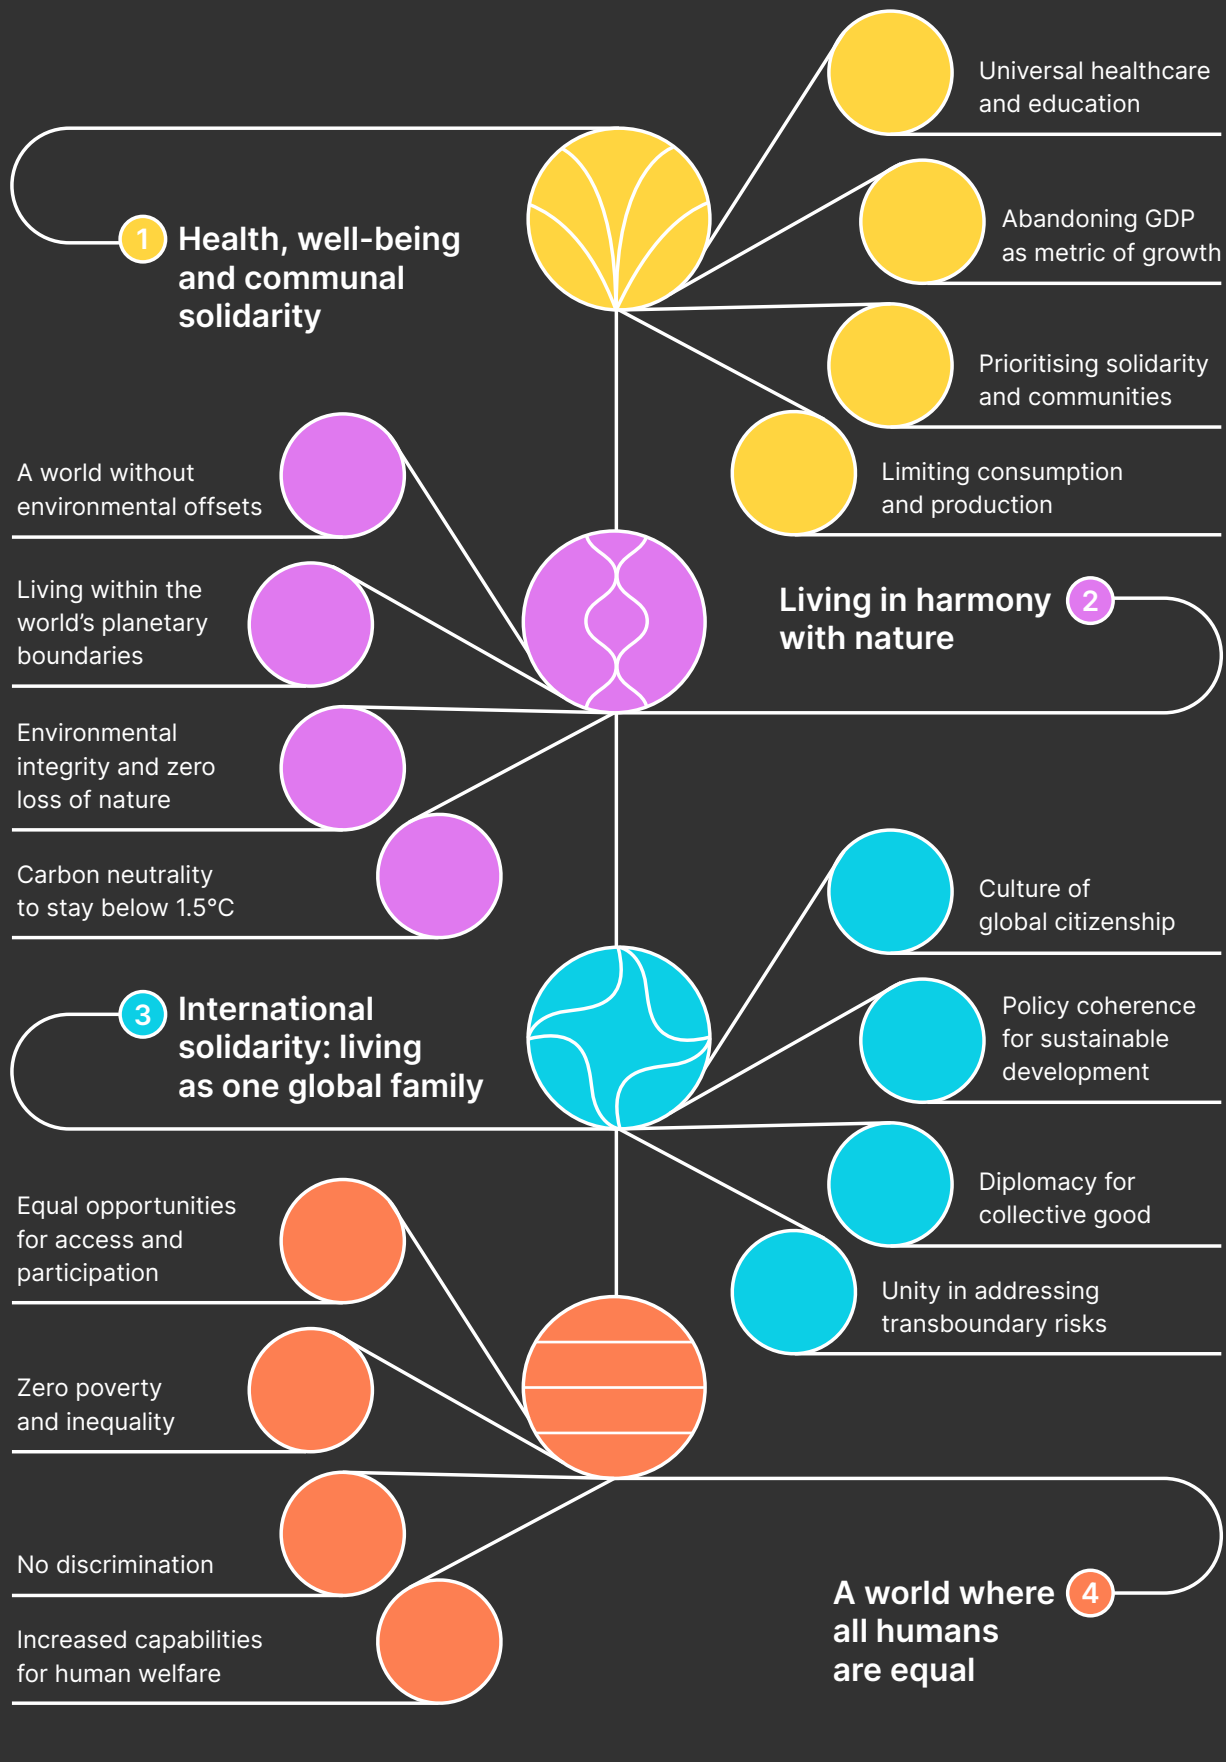 1
Health, well-being
and communal
solidarity
Universal healthcare
and education
Abandoning GDP
as metric of growth
Prioritising solidarity
and communities
Limiting consumption
and production
2
Living in harmony
with nature
A world without
environmental offsets
Living within the
world’s planetary
boundaries
Environmental
integrity and zero
loss of nature
Carbon neutrality
to stay below 1.5°C
3
International
solidarity: living
as one global family
Culture of
global citizenship
Policy coherence
for sustainable
development
Diplomacy for
collective good
Unity in addressing
transboundary risks
4
A world where
all humans
are equal
Equal opportunities
for access and
participation
Zero poverty
and inequality
No discrimination
Increased capabilities
for human welfare